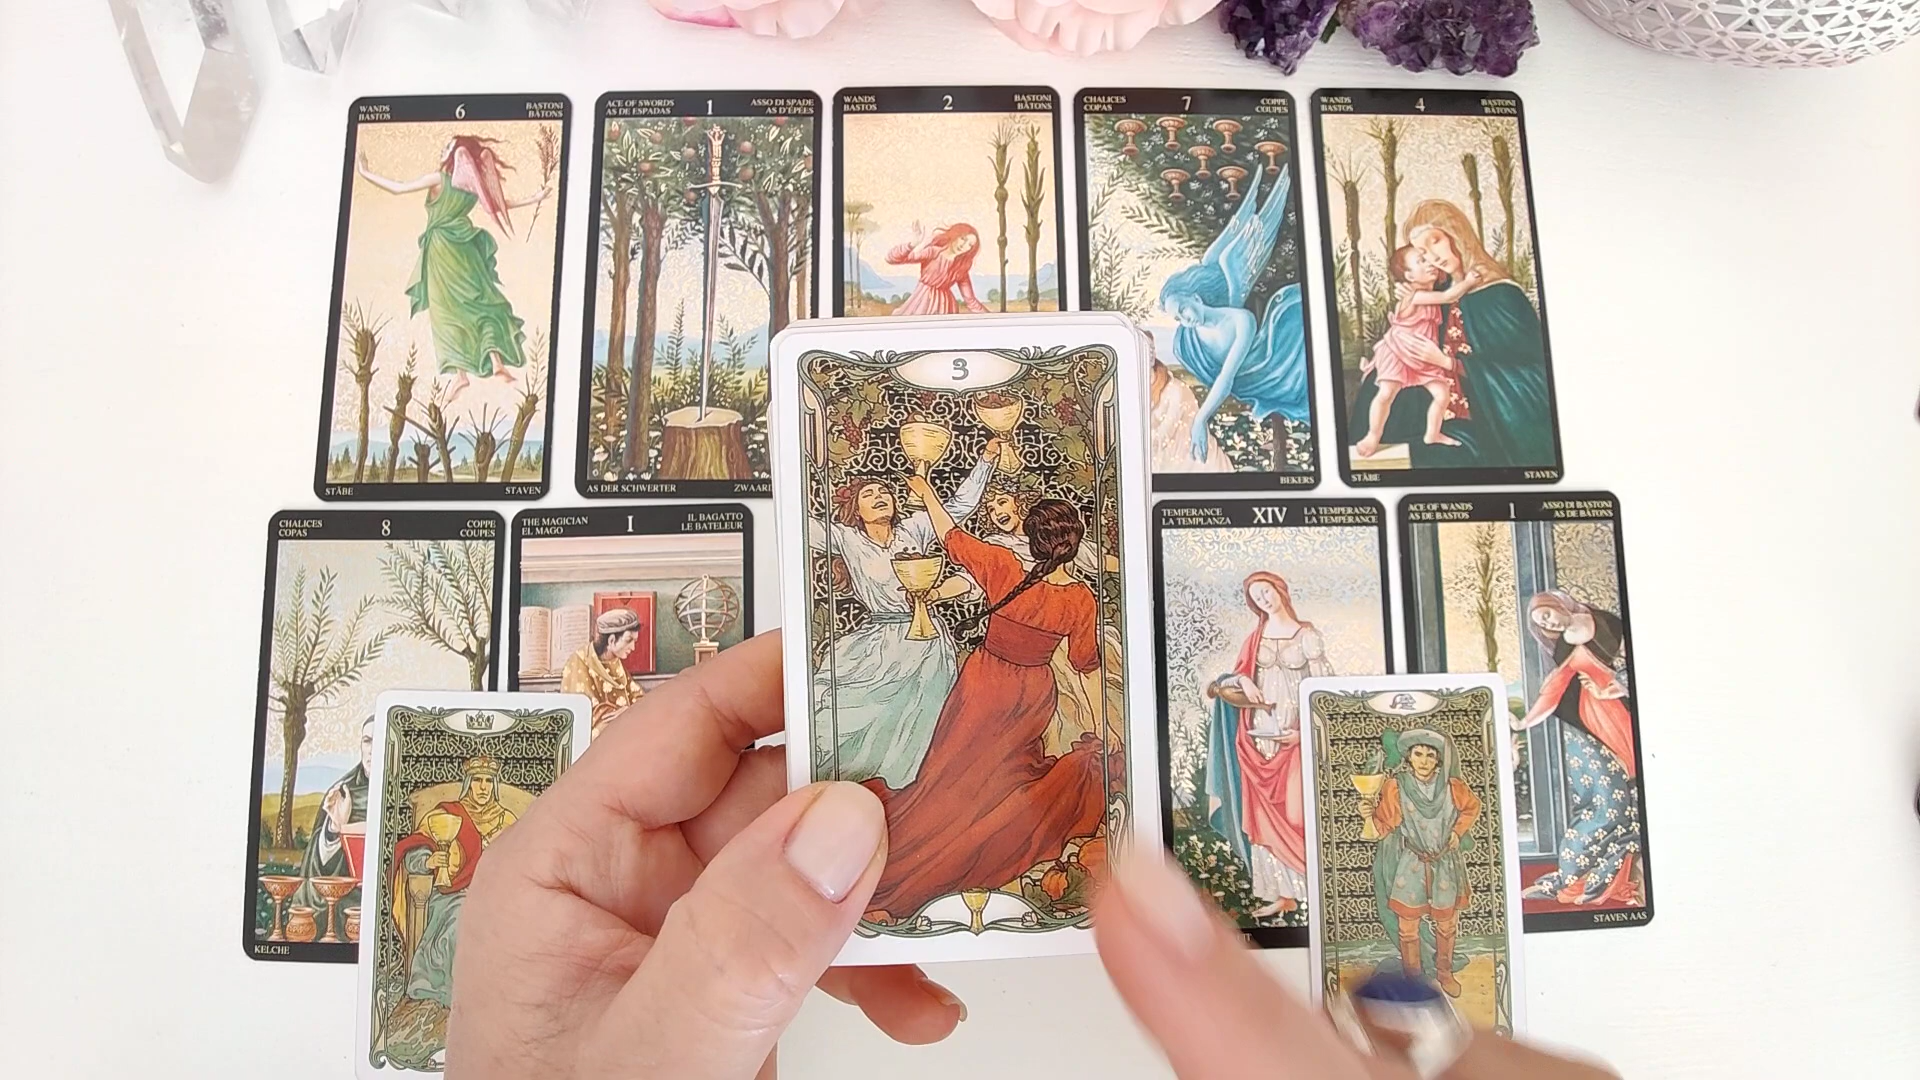 WANDS
BASTOS
6
BASTONI
BÂTONS
STÄBE
STAVEN
ACE OF SWORDS
AS DE ESPADAS
1
ASSO DI SPADE
AS D'ÉPÉES
AS DER SCHWERTER
WANDS
BASTOS
2
BASTONI
BÂTONS
CHALICES
COPAS
7
COPPE
COUPES
BEKERS
WANDS
BASTOS
4
BASTONI
BÂTONS
STÄBE
STAVEN
3
CHALICES
COPAS
8
COPPE
COUPES
KELCHE
THE MAGICIAN
EL MAGO
I
IL BAGATTO
LE BATELEUR
TEMPERANCE
LA TEMPLANZA
XIV
LA TEMPERANZA
LA TEMPÉRANCE
ACE OF WANDS
AS DE BASTOS
1
ASSO DI BASTONI
AS DE BÂTONS
STAVEN AAS